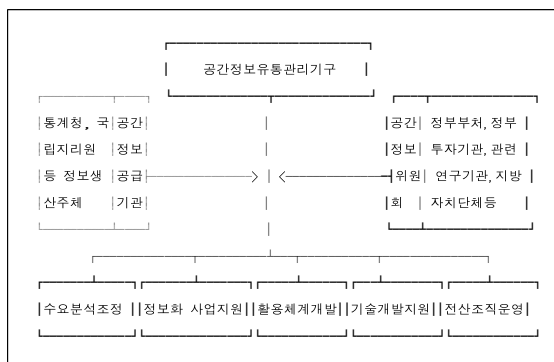 공간정보유통관리기구
통계청, 국 공간 공간 정부부처, 정부
립지리원 정보 정보 투자기관, 관련
등 정보생 공급 위원 연구기관, 지방
산주체 기관 회 자치단체등
수요분석조정 정보화 사업지원 활용체계개발 기술개발지원 전산조직운영